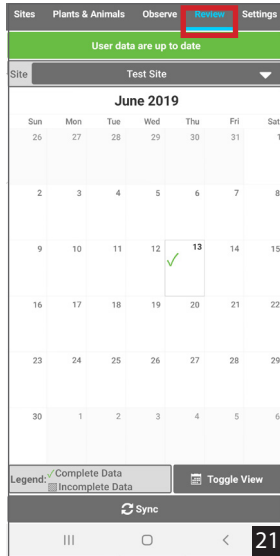 Sites Plants & Animals Observe Review Settings
User data are up to date
Site Test Site
June 2019
Sun Mon Tue Wed Thu Fri Sat
26 27 28 29 30 31 1
2 3 4 5 6 7 8
9 10 11 12 13 14 15
16 17 18 19 20 21 22
23 24 25 26 27 28 29
30 1 2 3 4 5 6
Legend: ✓Complete Data
Incomplete Data
Toggle View
Sync
21